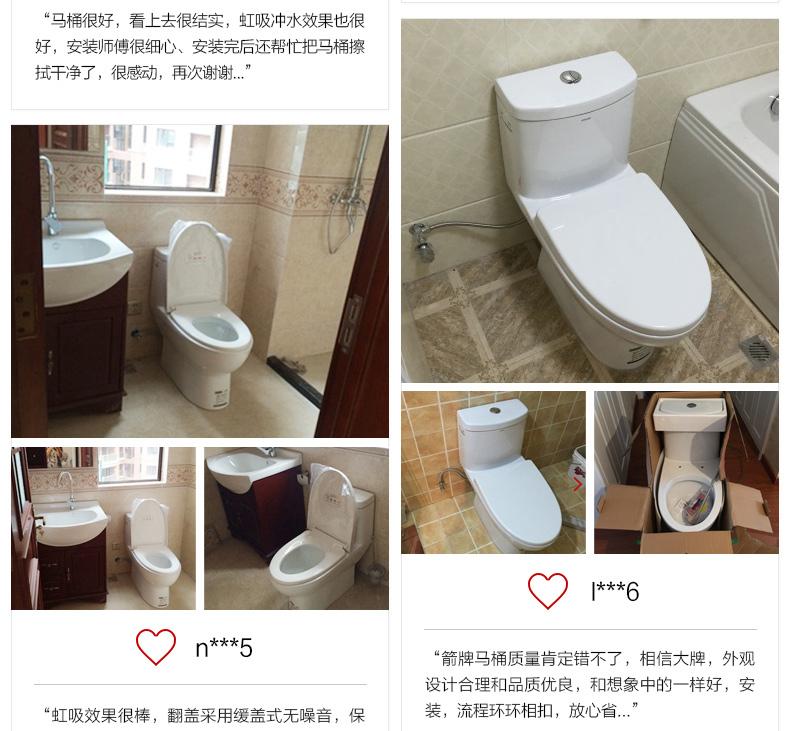 “马桶很好，看上去很结实，虹吸冲水效果也很
好，安装师傅很细心、安装完后还帮忙把马桶擦
拭干净了，很感动，再次谢谢...”
n***5
“虹吸效果很棒，翻盖采用缓盖式无噪音，保
l***6
“箭牌马桶质量肯定错不了，相信大牌，外观
设计合理和品质优良，和想象中的一样好，安
装，流程环环相扣，放心省...”